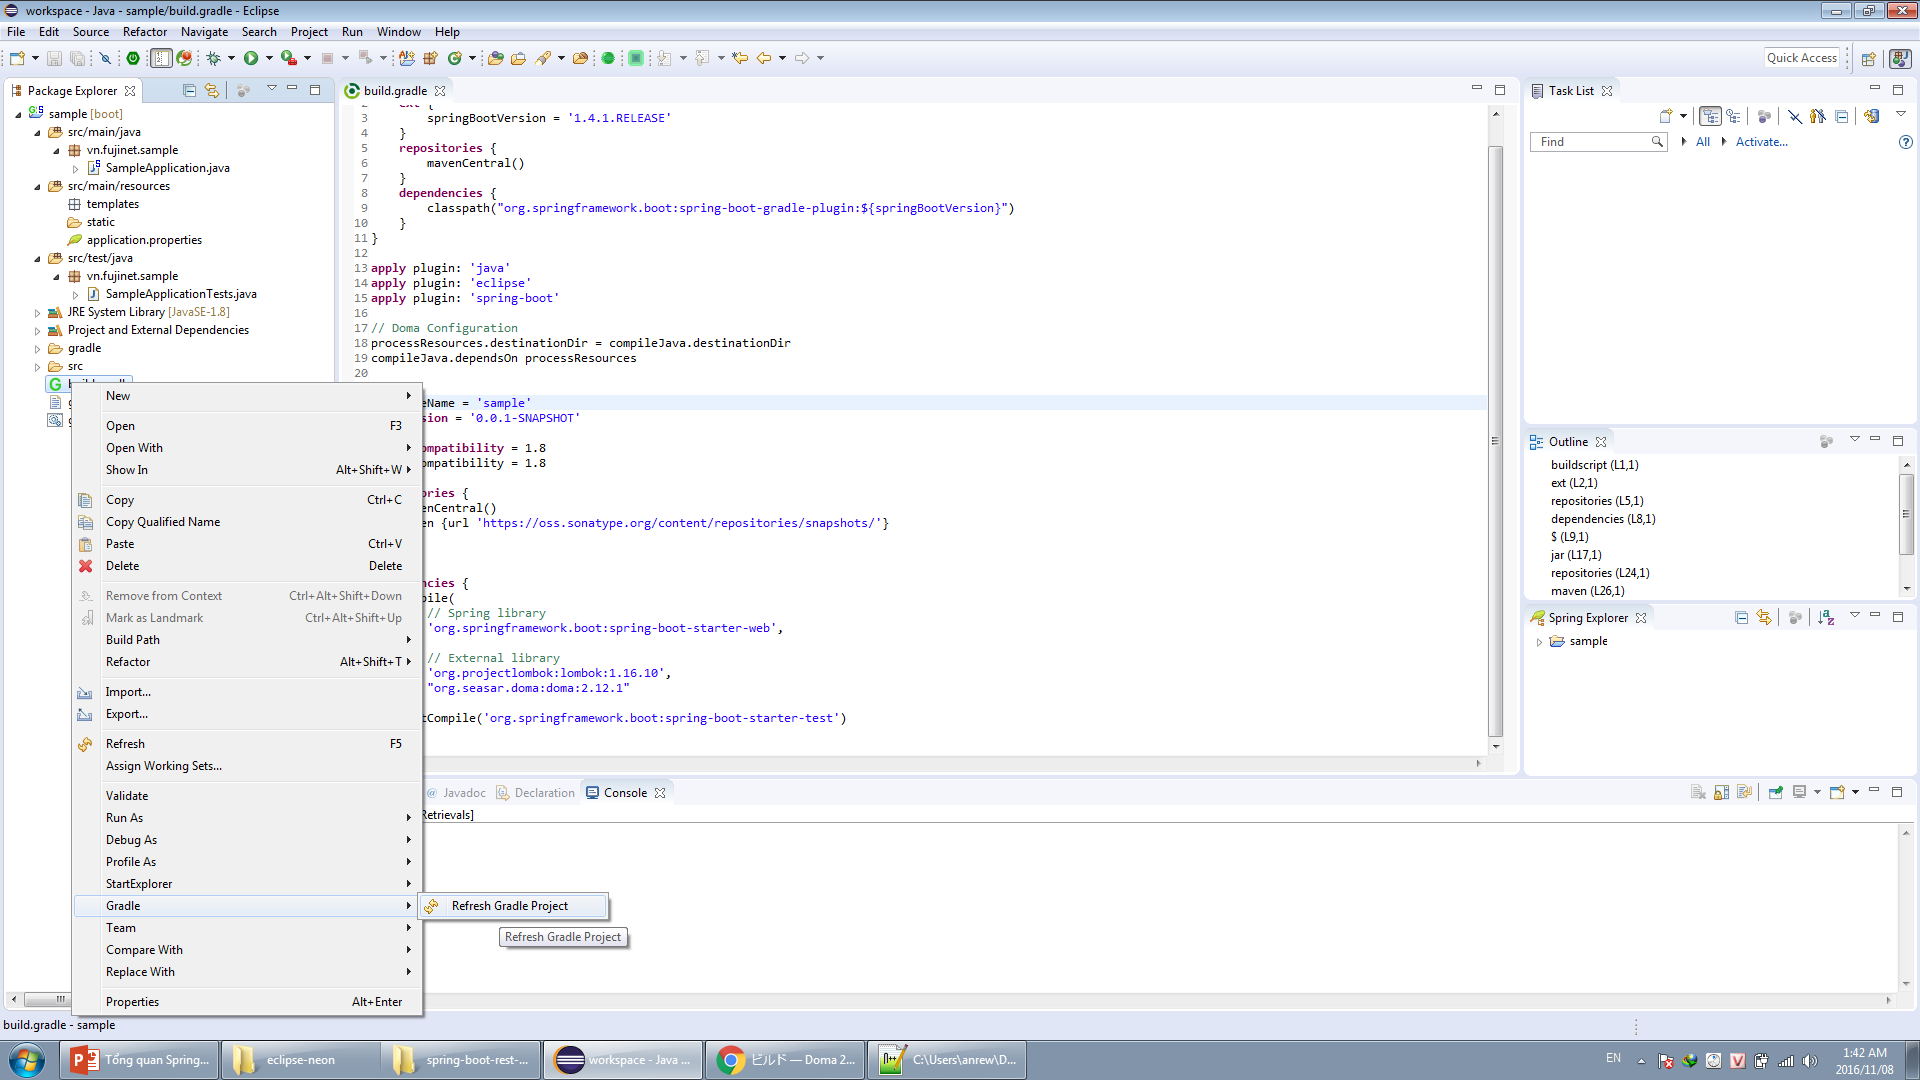 workspace - Java - sample/build.gradle - Eclipse
File Edit Source Refactor Navigate Search Project Run Window Help
Quick Access
Package Explorer
sample [boot]
src/main/java
vn.fujinet.sample
SampleApplication.java
src/main/resources
templates
static
application.properties
src/test/java
vn.fujinet.sample
SampleApplicationTests.java
JRE System Library [JavaSE-1.8]
Project and External Dependencies
gradle
src
New
Open F3
Open With
Show In Alt+Shift+W
Copy Ctrl+C
Copy Qualified Name
Paste Ctrl+V
Delete Delete
Remove from Context Ctrl+Alt+Shift+Down
Mark as Landmark Ctrl+Alt+Shift+Up
Build Path
Refactor Alt+Shift+T
Import...
Export...
Refresh F5
Assign Working Sets...
Validate
Run As
Debug As
Profile As
StartExplorer
Gradle
Team
Compare With
Replace With
Properties Alt+Enter
Refresh Gradle Project
Refresh Gradle Project
build.gradle
2 ext {
3 springBootVersion = '1.4.1.RELEASE'
4 }
5 repositories {
6 mavenCentral()
7 }
8 dependencies {
9 classpath("org.springframework.boot:spring-boot-gradle-plugin:${springBootVersion}")
10 }
11 }
12
13 apply plugin: 'java'
14 apply plugin: 'eclipse'
15 apply plugin: 'spring-boot'
16
17 // Doma Configuration
18 processResources.destinationDir = compileJava.destinationDir
19 compileJava.dependsOn processResources
20
eName = 'sample'
sion = '0.0.1-SNAPSHOT'
ompatibility = 1.8
ompatibility = 1.8
ories {
enCentral()
en {url 'https://oss.sonatype.org/content/repositories/snapshots/'}
ncies {
pile(
// Spring library
'org.springframework.boot:spring-boot-starter-web',
// External library
'org.projectlombok:lombok:1.16.10',
"org.seasar.doma:doma:2.12.1"
tCompile('org.springframework.boot:spring-boot-starter-test')
Javadoc Declaration Console
Retrievals]
Task List
Find All Activate...
Outline
buildscript (L1,1)
ext (L2,1)
repositories (L5,1)
dependencies (L8,1)
$ (L9,1)
jar (L17,1)
repositories (L24,1)
maven (L26,1)
Spring Explorer
sample
build.gradle - sample
Tổng quan Spring...
eclipse-neon
spring-boot-rest-...
workspace - Java ...
ビルド — Doma 2...
C:\Users\anrew\D...
EN
1:42 AM
2016/11/08